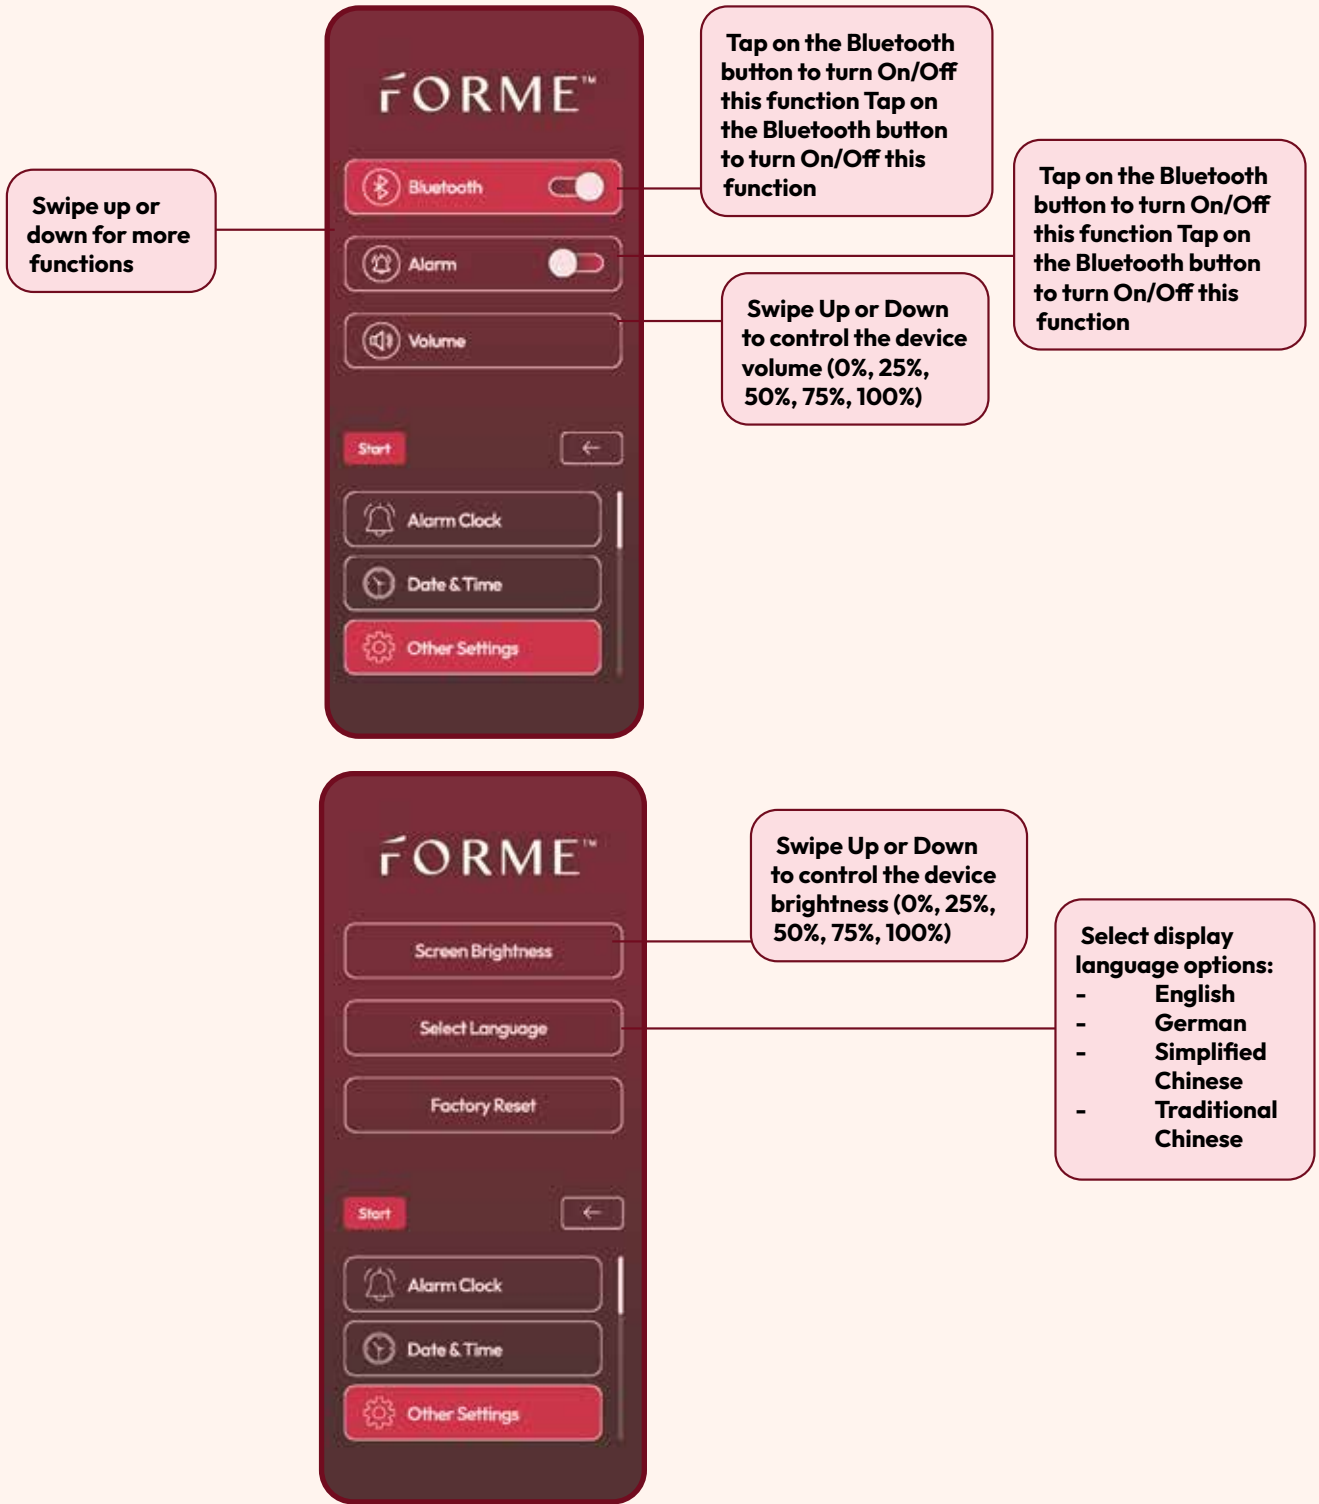 FORME™
Tap on the Bluetooth
button to turn On/Off
this function Tap on
the Bluetooth button
to turn On/Off this
function
Swipe up or
down for more
functions
Bluetooth
Tap on the Bluetooth
button to turn On/Off
this function Tap on
the Bluetooth button
to turn On/Off this
function
Alarm
Swipe Up or Down
to control the device
volume (0%, 25%,
50%, 75%, 100%)
Volume
Start
Alarm Clock
Date & Time
Other Settings
FORME™
Swipe Up or Down
to control the device
brightness (0%, 25%,
50%, 75%, 100%)
Screen Brightness
Select display
language options:
- English
- German
- Simplified
Chinese
- Traditional
Chinese
Select Language
Factory Reset
Start
Alarm Clock
Date & Time
Other Settings